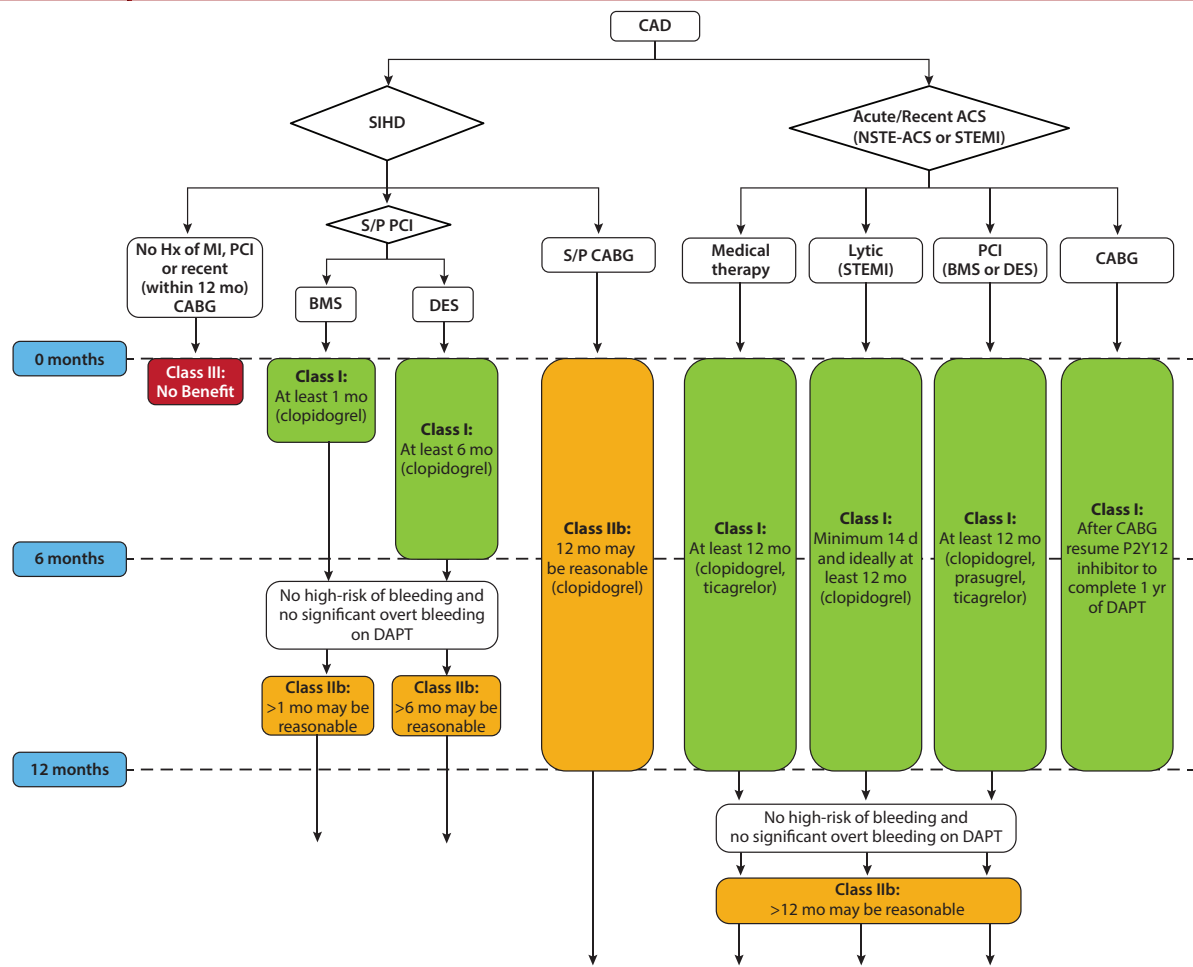 CAD
SIHD
Acute/Recent ACS
(NSTE-ACS or STEMI)
S/P PCI
No Hx of MI, PCI
or recent
(within 12 mo)
CABG
BMS
DES
S/P CABG
Medical
therapy
Lytic
(STEMI)
PCI
(BMS or DES)
CABG
0 months
Class III:
No Benefit
Class I:
At least 1 mo
(clopidogrel)
Class I:
At least 6 mo
(clopidogrel)
Class IIb:
12 mo may
be reasonable
(clopidogrel)
Class I:
At least 12 mo
(clopidogrel,
ticagrelor)
Class I:
Minimum 14 d
and ideally at
least 12 mo
(clopidogrel)
Class I:
At least 12 mo
(clopidogrel,
prasugrel,
ticagrelor)
Class I:
After CABG
resume P2Y12
inhibitor to
complete 1 yr
of DAPT
6 months
No high-risk of bleeding and
no significant overt bleeding
on DAPT
Class IIb:
>1 mo may be
reasonable
Class IIb:
>6 mo may be
reasonable
12 months
No high-risk of bleeding and
no significant overt bleeding on DAPT
Class IIb:
>12 mo may be reasonable